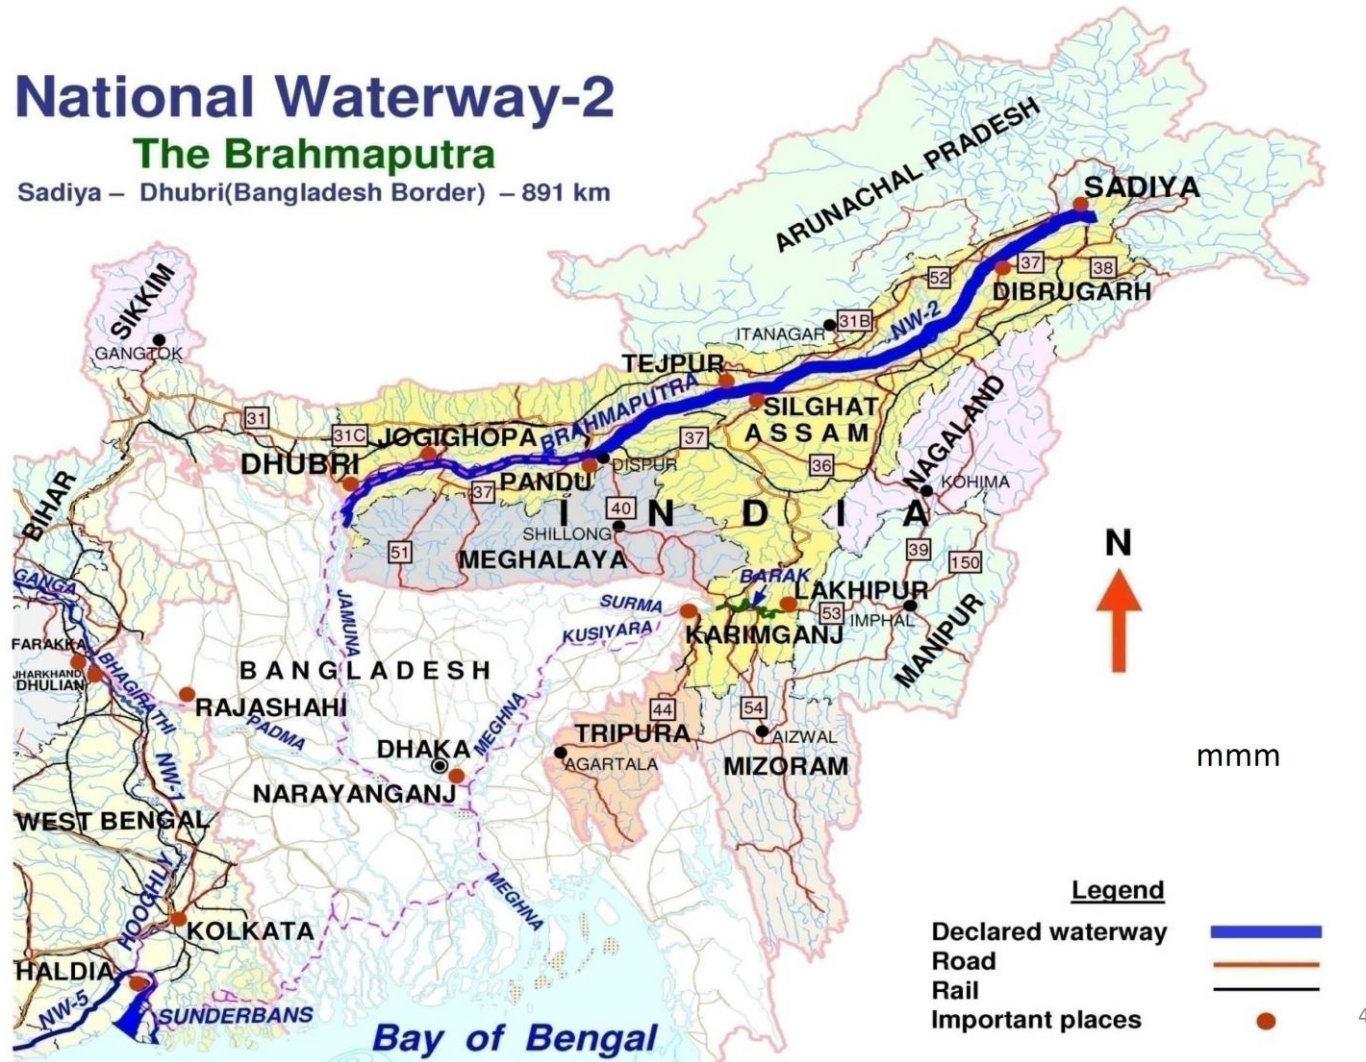 National Waterway-2
The Brahmaputra
Sadiya – Dhubri(Bangladesh Border) – 891 km
ARUNACHAL PRADESH
SADIYA
37
38
52
DIBRUGARH
SIKKIM
GANGTOK
ITANAGAR
31B
NW-2
TEJPUR
BRAHMAPUTRA
SILGHAT
ASSAM
NAGALAND
31
31C
JOGIGHOPA
37
DHUBRI
DISPUR
36
PANDU
37
KOHIMA
BIHAR
40
INDIA
SHILLONG
51
MEGHALAYA
39
150
GANGA
BARAK
LAKHIPUR
JAMUNA
SURMA
53
IMPHAL
KUSIYARA
KARIMGANJ
MANIPUR
FARAKKA
JHARKHAND
DHULIAN
BHAGIRATHI
BANGLADESH
RAJASHAHI
PADMA
MEGHNA
44
54
TRIPURA
AIZWAL
DHAKA
AGARTALA
MIZORAM
NW-1
NARAYANGANJ
WEST BENGAL
HOOGHLY
MEGHNA
KOLKATA
HALDIA
NW-5
SUNDERBANS
Bay of Bengal
N
mmm
Legend
Declared waterway
Road
Rail
Important places
4